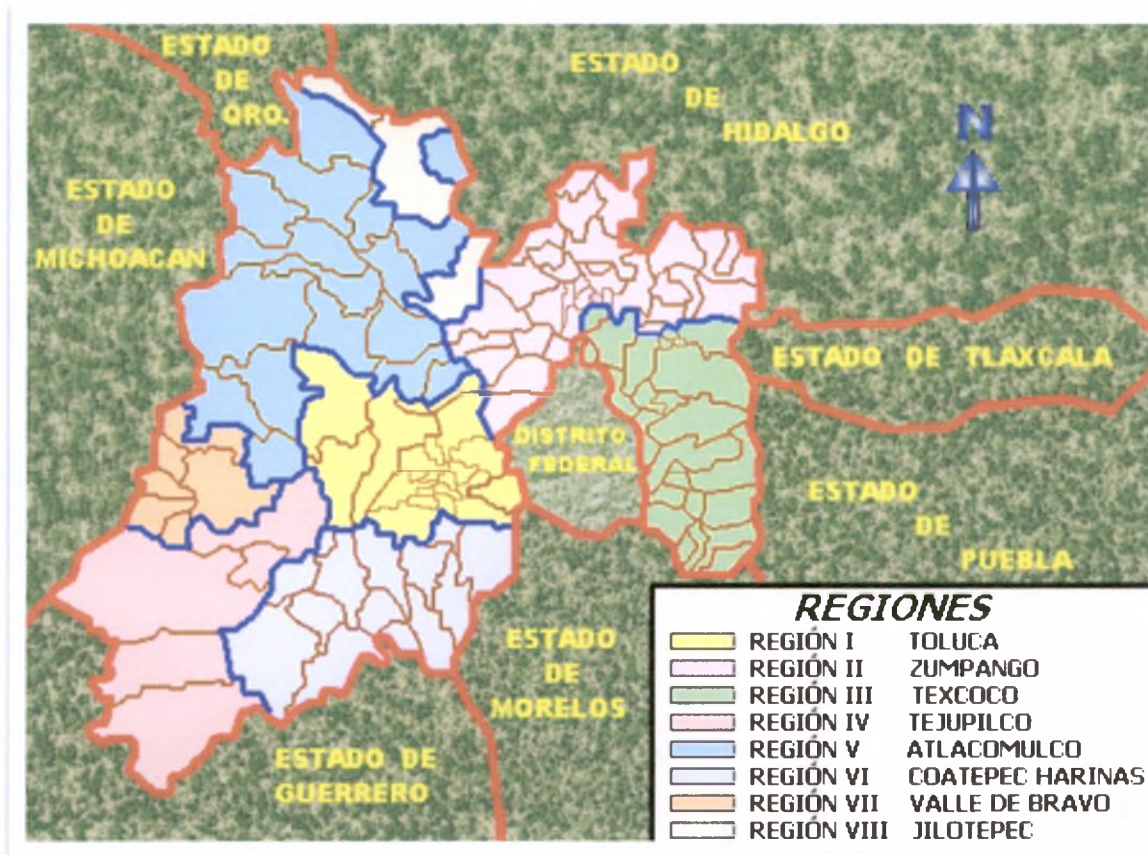 ESTADO
DE
QRO.
ESTADO
DE
HIDALGO
N
ESTADO
DE
MICHOACAN
ESTADO DE TLAXCALA
DISTRITO
FEDERAL
ESTADO
DE
PUEBLA
ESTADO
DE
MORELOS
ESTADO DE
GUERRERO
REGIONES
REGIÓN I TOLUCA
REGIÓN II ZUMPANGO
REGIÓN III TEXCOCO
REGIÓN IV TEJUPILCO
REGIÓN V ATLACOMULCO
REGIÓN VI COATEPEC HARINAS
REGIÓN VII VALLE DE BRAVO
REGIÓN VIII JILOTEPEC